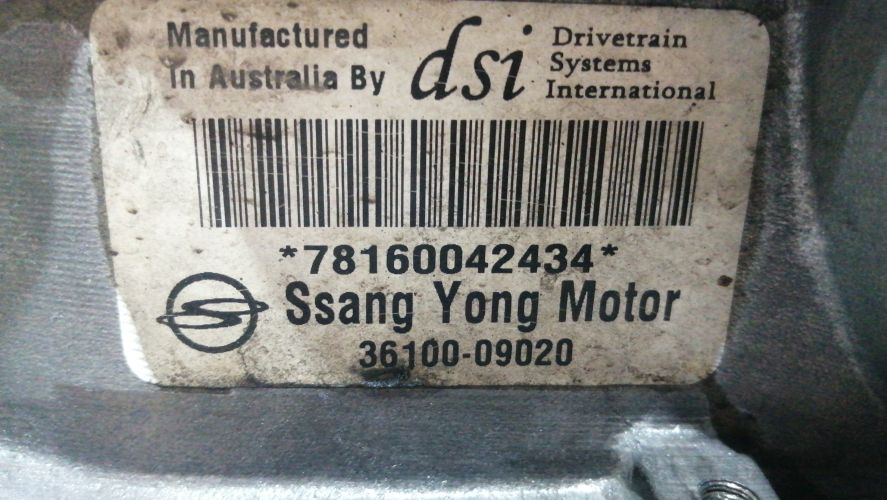 Manufactured
In Australia By
dsi
Drivetrain
Systems
International
*78160042434*
Ssang Yong Motor
36100-09020